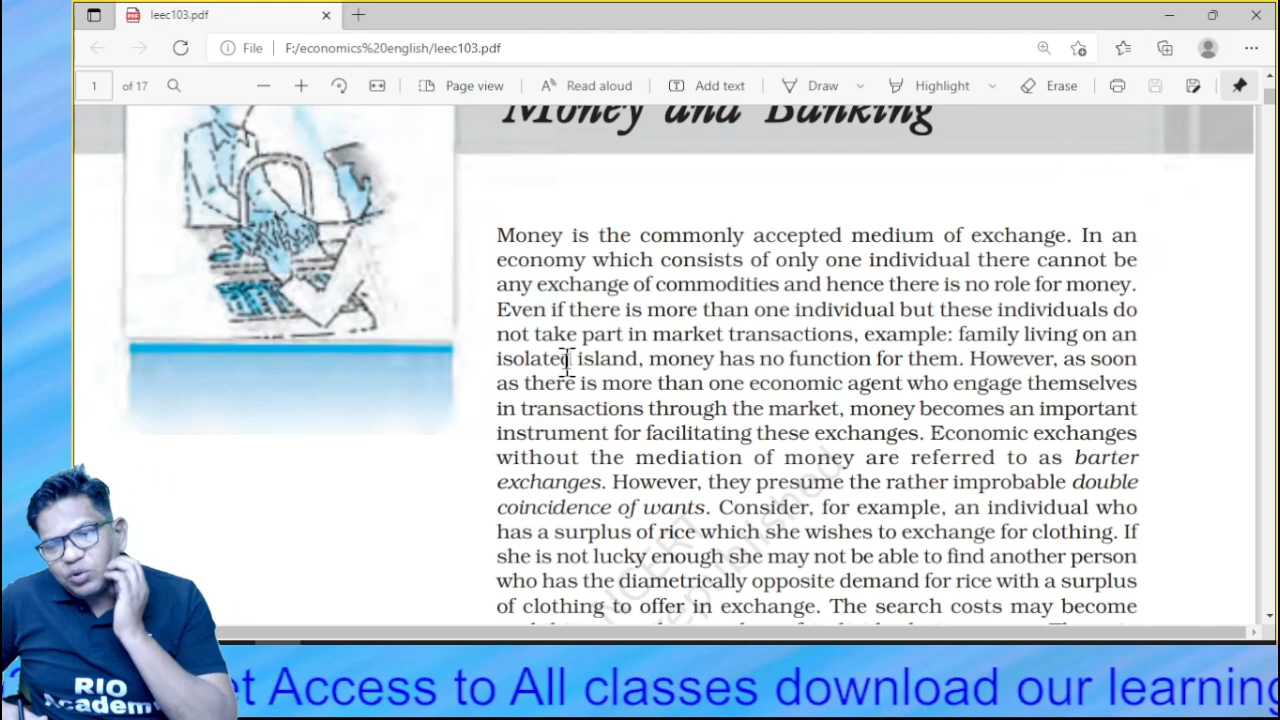 leec103.pdf
File F:/economics%20english/leec103.pdf
1 of 17 Page view Read aloud Add text Draw Highlight Erase
Money and Banking
Money is the commonly accepted medium of exchange. In an
economy which consists of only one individual there cannot be
any exchange of commodities and hence there is no role for money.
Even if there is more than one individual but these individuals do
not take part in market transactions, example: family living on an
isolated island, money has no function for them. However, as soon
as there is more than one economic agent who engage themselves
in transactions through the market, money becomes an important
instrument for facilitating these exchanges. Economic exchanges
without the mediation of money are referred to as barter
exchanges. However, they presume the rather improbable double
coincidence of wants. Consider, for example, an individual who
has a surplus of rice which she wishes to exchange for clothing. If
she is not lucky enough she may not be able to find another person
who has the diametrically opposite demand for rice with a surplus
of clothing to offer in exchange. The search costs may become
NCERT
republished
RIO
Academ
et Access to All classes download our learning